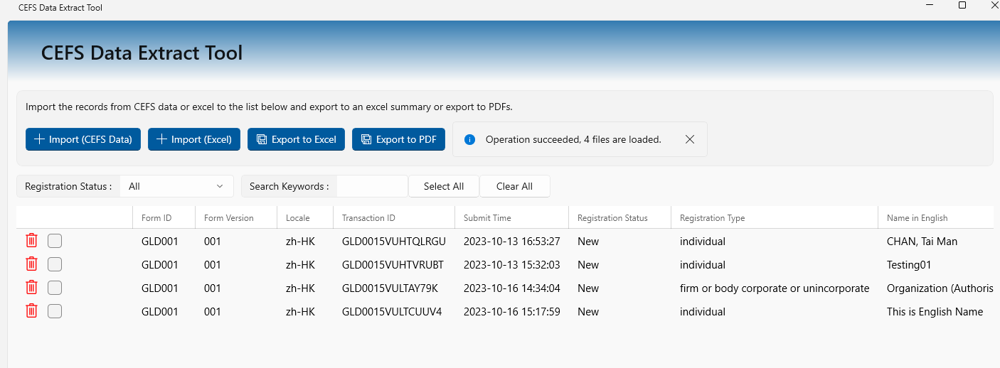 CEFS Data Extract Tool
CEFS Data Extract Tool
Import the records from CEFS data or excel to the list below and export to an excel summary or export to PDFs.
Import (CEFS Data) Import (Excel) Export to Excel Export to PDF Operation succeeded, 4 files are loaded.
Registration Status : All Search Keywords : Select All Clear All
Form ID Form Version Locale Transaction ID Submit Time Registration Status Registration Type Name in English
GLD001 001 zh-HK GLD0015VUHTQLRGU 2023-10-13 16:53:27 New individual CHAN, Tai Man
GLD001 001 zh-HK GLD0015VUHTVRUBT 2023-10-13 15:32:03 New individual Testing01
GLD001 001 zh-HK GLD0015VULTAY79K 2023-10-16 14:34:04 New firm or body corporate or unincorporate Organization (Authoris
GLD001 001 zh-HK GLD0015VULTCUUV4 2023-10-16 15:17:59 New individual This is English Name